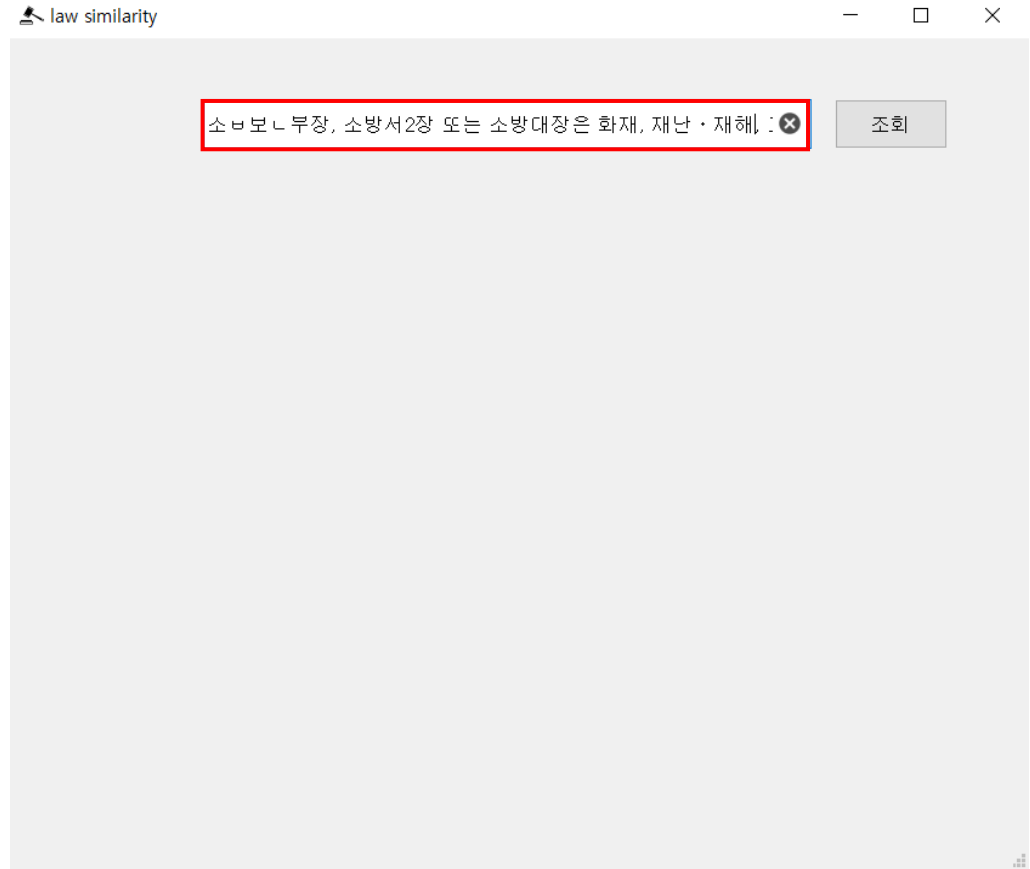 law similarity
소ㅂ보ㄴ부장, 소방서2장 또는 소방대장은 화재, 재난ㆍ재해,
조회